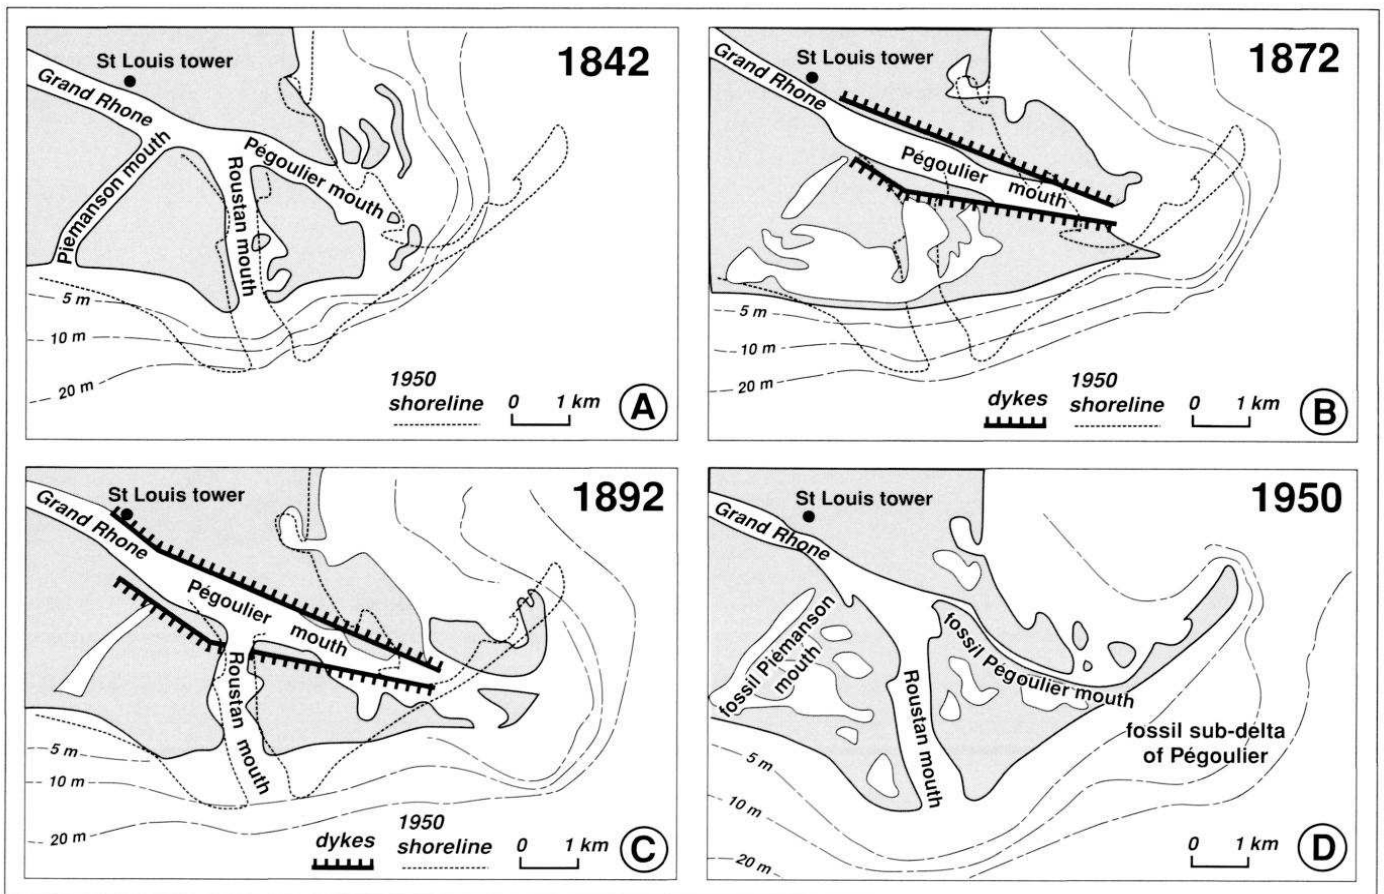 1842
St Louis tower
Grand Rhone
Piemanson mouth
Roustan mouth
Pégoulier mouth
5 m
10 m
20 m
1950
shoreline
0 1 km
A
1872
St Louis tower
Grand Rhone
Pégoulier
mouth
5 m
10 m
20 m
dykes
1950
shoreline
0 1 km
B
1892
St Louis tower
Grand Rhone
Pégoulier
mouth
Roustan mouth
5 m
10 m
20 m
dykes
1950
shoreline
0 1 km
C
1950
St Louis tower
Grand Rhone
fossil Piémanson
mouth
Roustan mouth
fossil Pégoulier mouth
fossil sub-delta
of Pégoulier
5 m
10 m
20 m
0 1 km
D